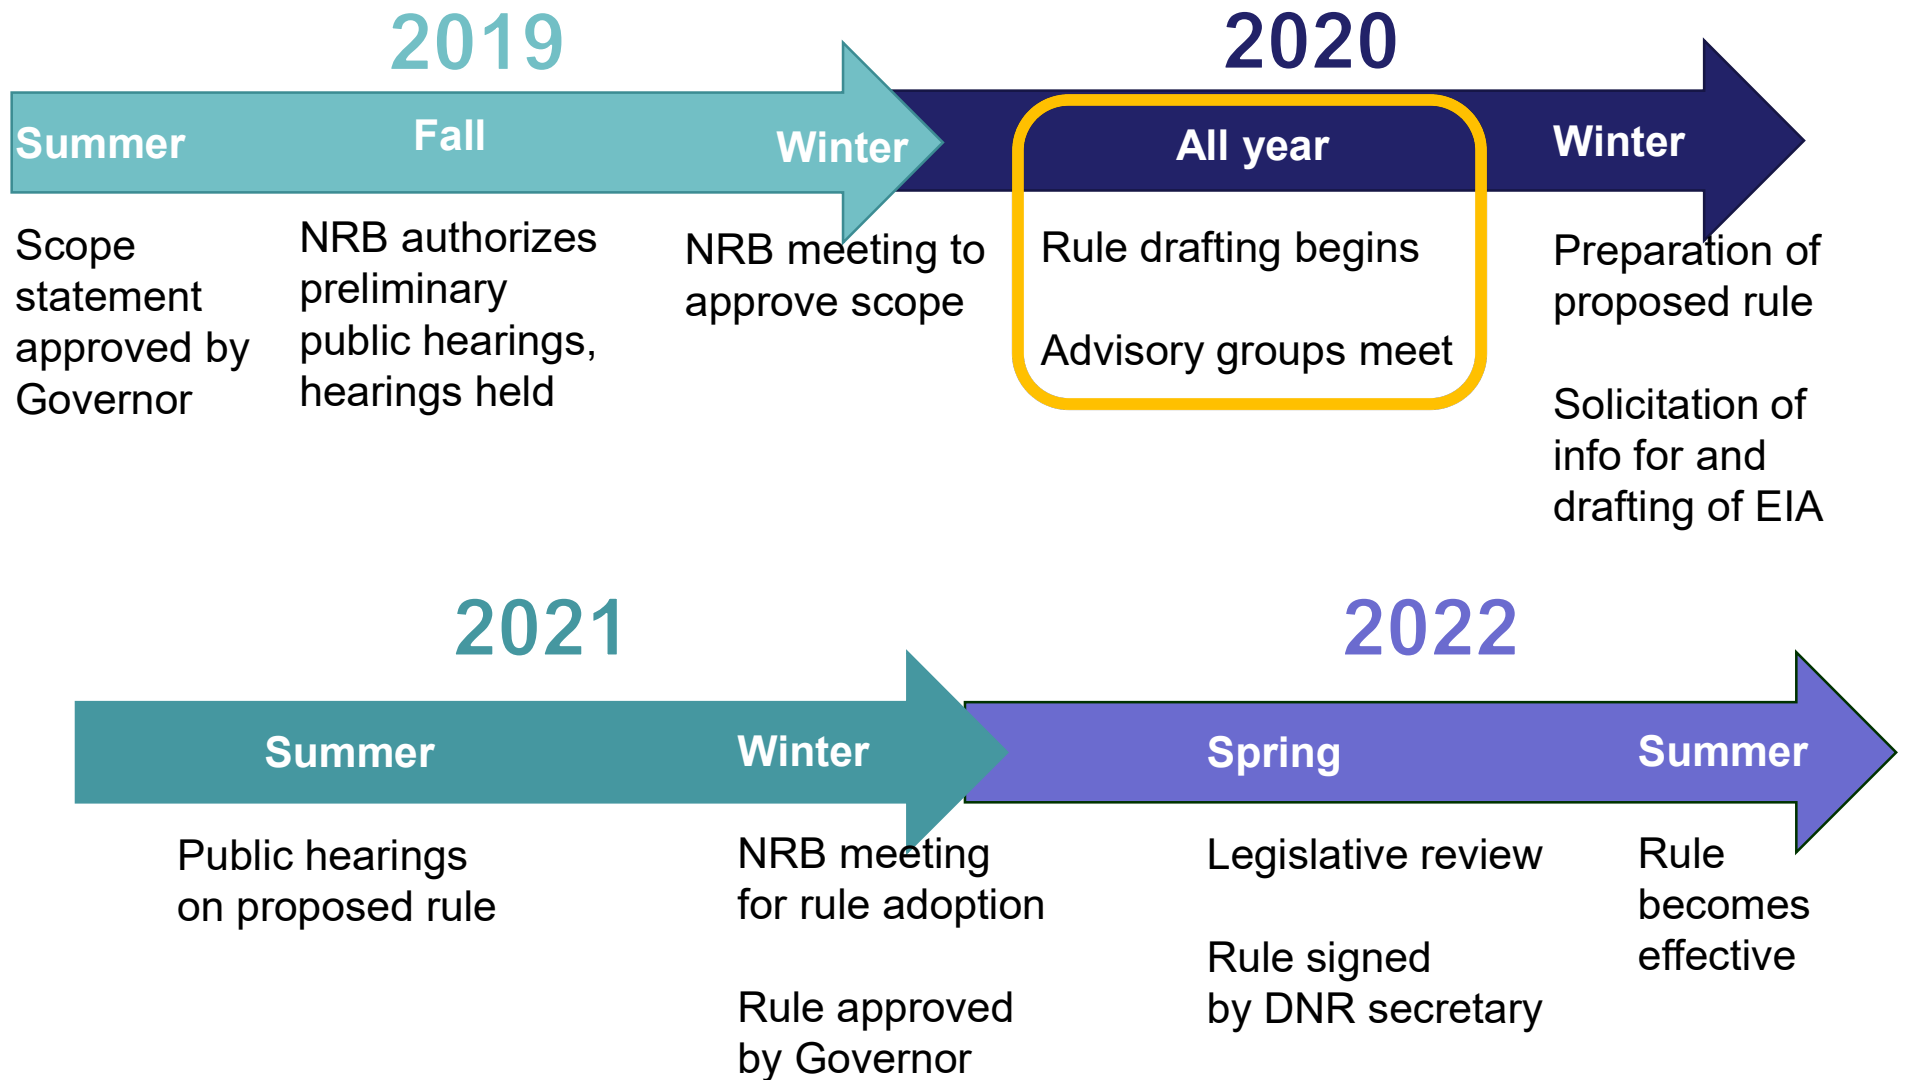 2019
Summer
Fall
Winter
Scope
statement
approved by
Governor
NRB authorizes
preliminary
public hearings,
hearings held
NRB meeting to
approve scope
2020
All year
Winter
Rule drafting begins
Advisory groups meet
Preparation of
proposed rule
Solicitation of
info for and
drafting of EIA
2021
Summer
Winter
Public hearings
on proposed rule
NRB meeting
for rule adoption
Rule approved
by Governor
2022
Spring
Summer
Legislative review
Rule signed
by DNR secretary
Rule
becomes
effective